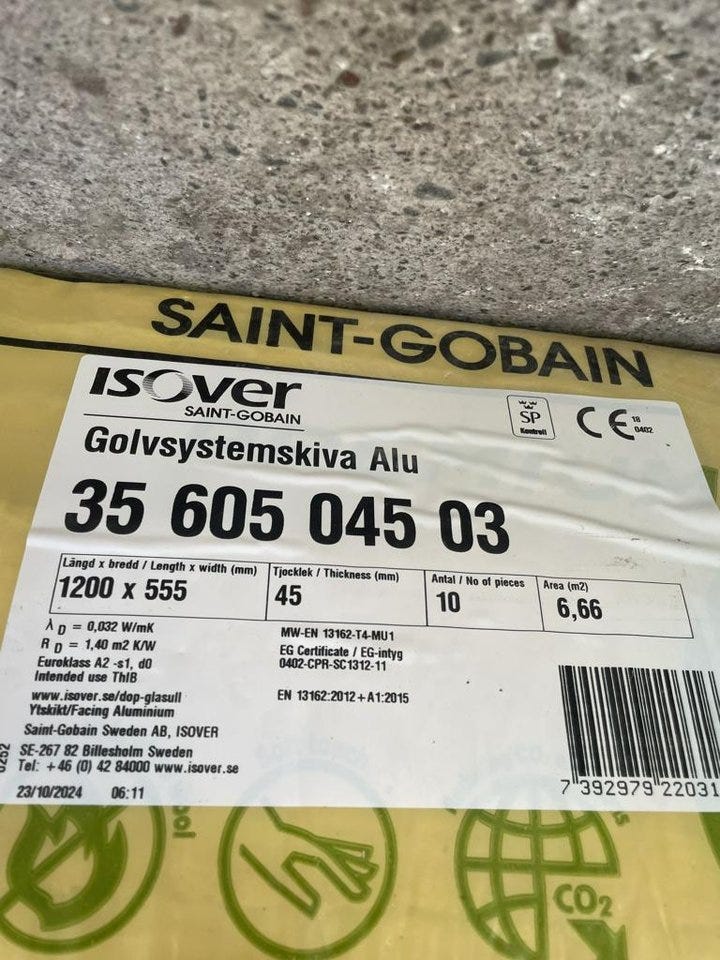 SAINT-GOBAIN
ISOver
SAINT-GOBAIN
SP
Kontroll
CE 18
0402
Golvsystemskiva Alu
35 605 045 03
Längd x bredd / Length x width (mm)
1200 x 555
Tjocklek / Thickness (mm)
45
Antal / No of pieces
10
Area (m2)
6,66
λ D = 0,032 W/mK
R D = 1,40 m2 K/W
Euroklass A2 -s1, d0
Intended use ThIB
www.isover.se/dop-glasull
Ytskikt/Facing Aluminium
MW-EN 13162-T4-MU1
EG Certificate / EG-intyg
0402-CPR-SC1312-11
EN 13162:2012+A1:2015
Saint-Gobain Sweden AB, ISOVER
SE-267 82 Billesholm Sweden
Tel: +46 (0) 42 84000 www.isover.se
23/10/2024 06:11
7 392979 22031
CO2